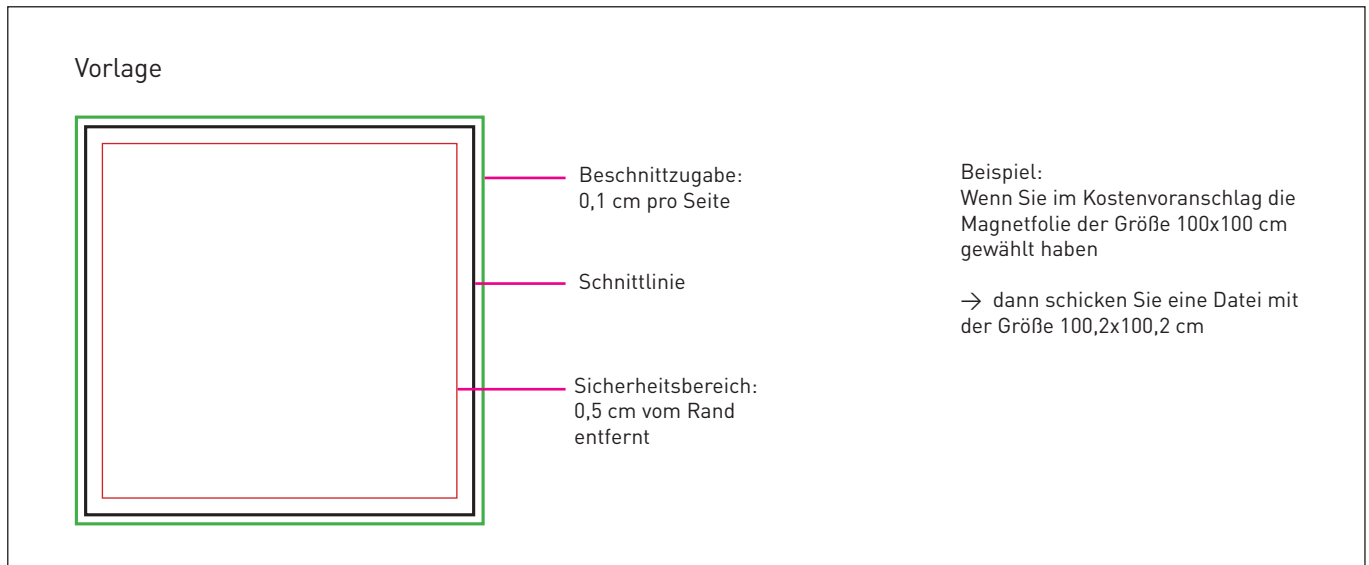 Vorlage
Beschnittzugabe:
0,1 cm pro Seite
Schnittlinie
Sicherheitsbereich:
0,5 cm vom Rand
entfernt
Beispiel:
Wenn Sie im Kostenvoranschlag die
Magnetfolie der Größe 100x100 cm
gewählt haben
→ dann schicken Sie eine Datei mit
der Größe 100,2x100,2 cm